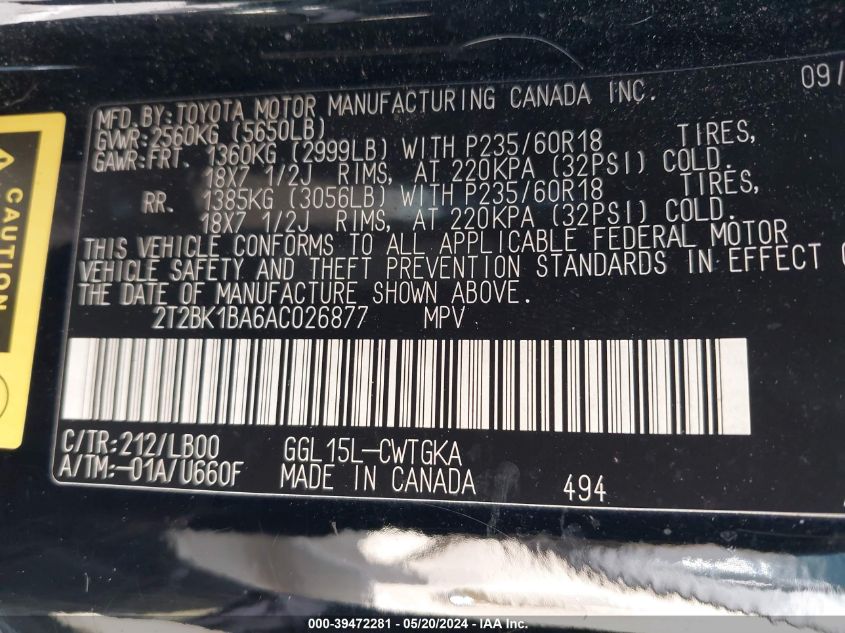 MFD. BY: TOYOTA MOTOR MANUFACTURING CANADA INC. 09/
GVWR: 2560KG (5650LB)
GAWR: FRT. 1360KG (2999LB) WITH P235/60R18 TIRES,
18X7 1/2J RIMS, AT 220KPA (32PSI) COLD.
RR. 1385KG (3056LB) WITH P235/60R18 TIRES,
18X7 1/2J RIMS, AT 220KPA (32PSI) COLD.
THIS VEHICLE CONFORMS TO ALL APPLICABLE FEDERAL MOTOR
VEHICLE SAFETY AND THEFT PREVENTION STANDARDS IN EFFECT
THE DATE OF MANUFACTURE SHOWN ABOVE.
2T2BK1BA6AC026877 MPV
C/TR: 212/LB00 GGL15L-CWTGKA
A/TM: -01A/U660F MADE IN CANADA 494
CAUTION
000-39472281 - 05/20/2024 - IAA Inc.